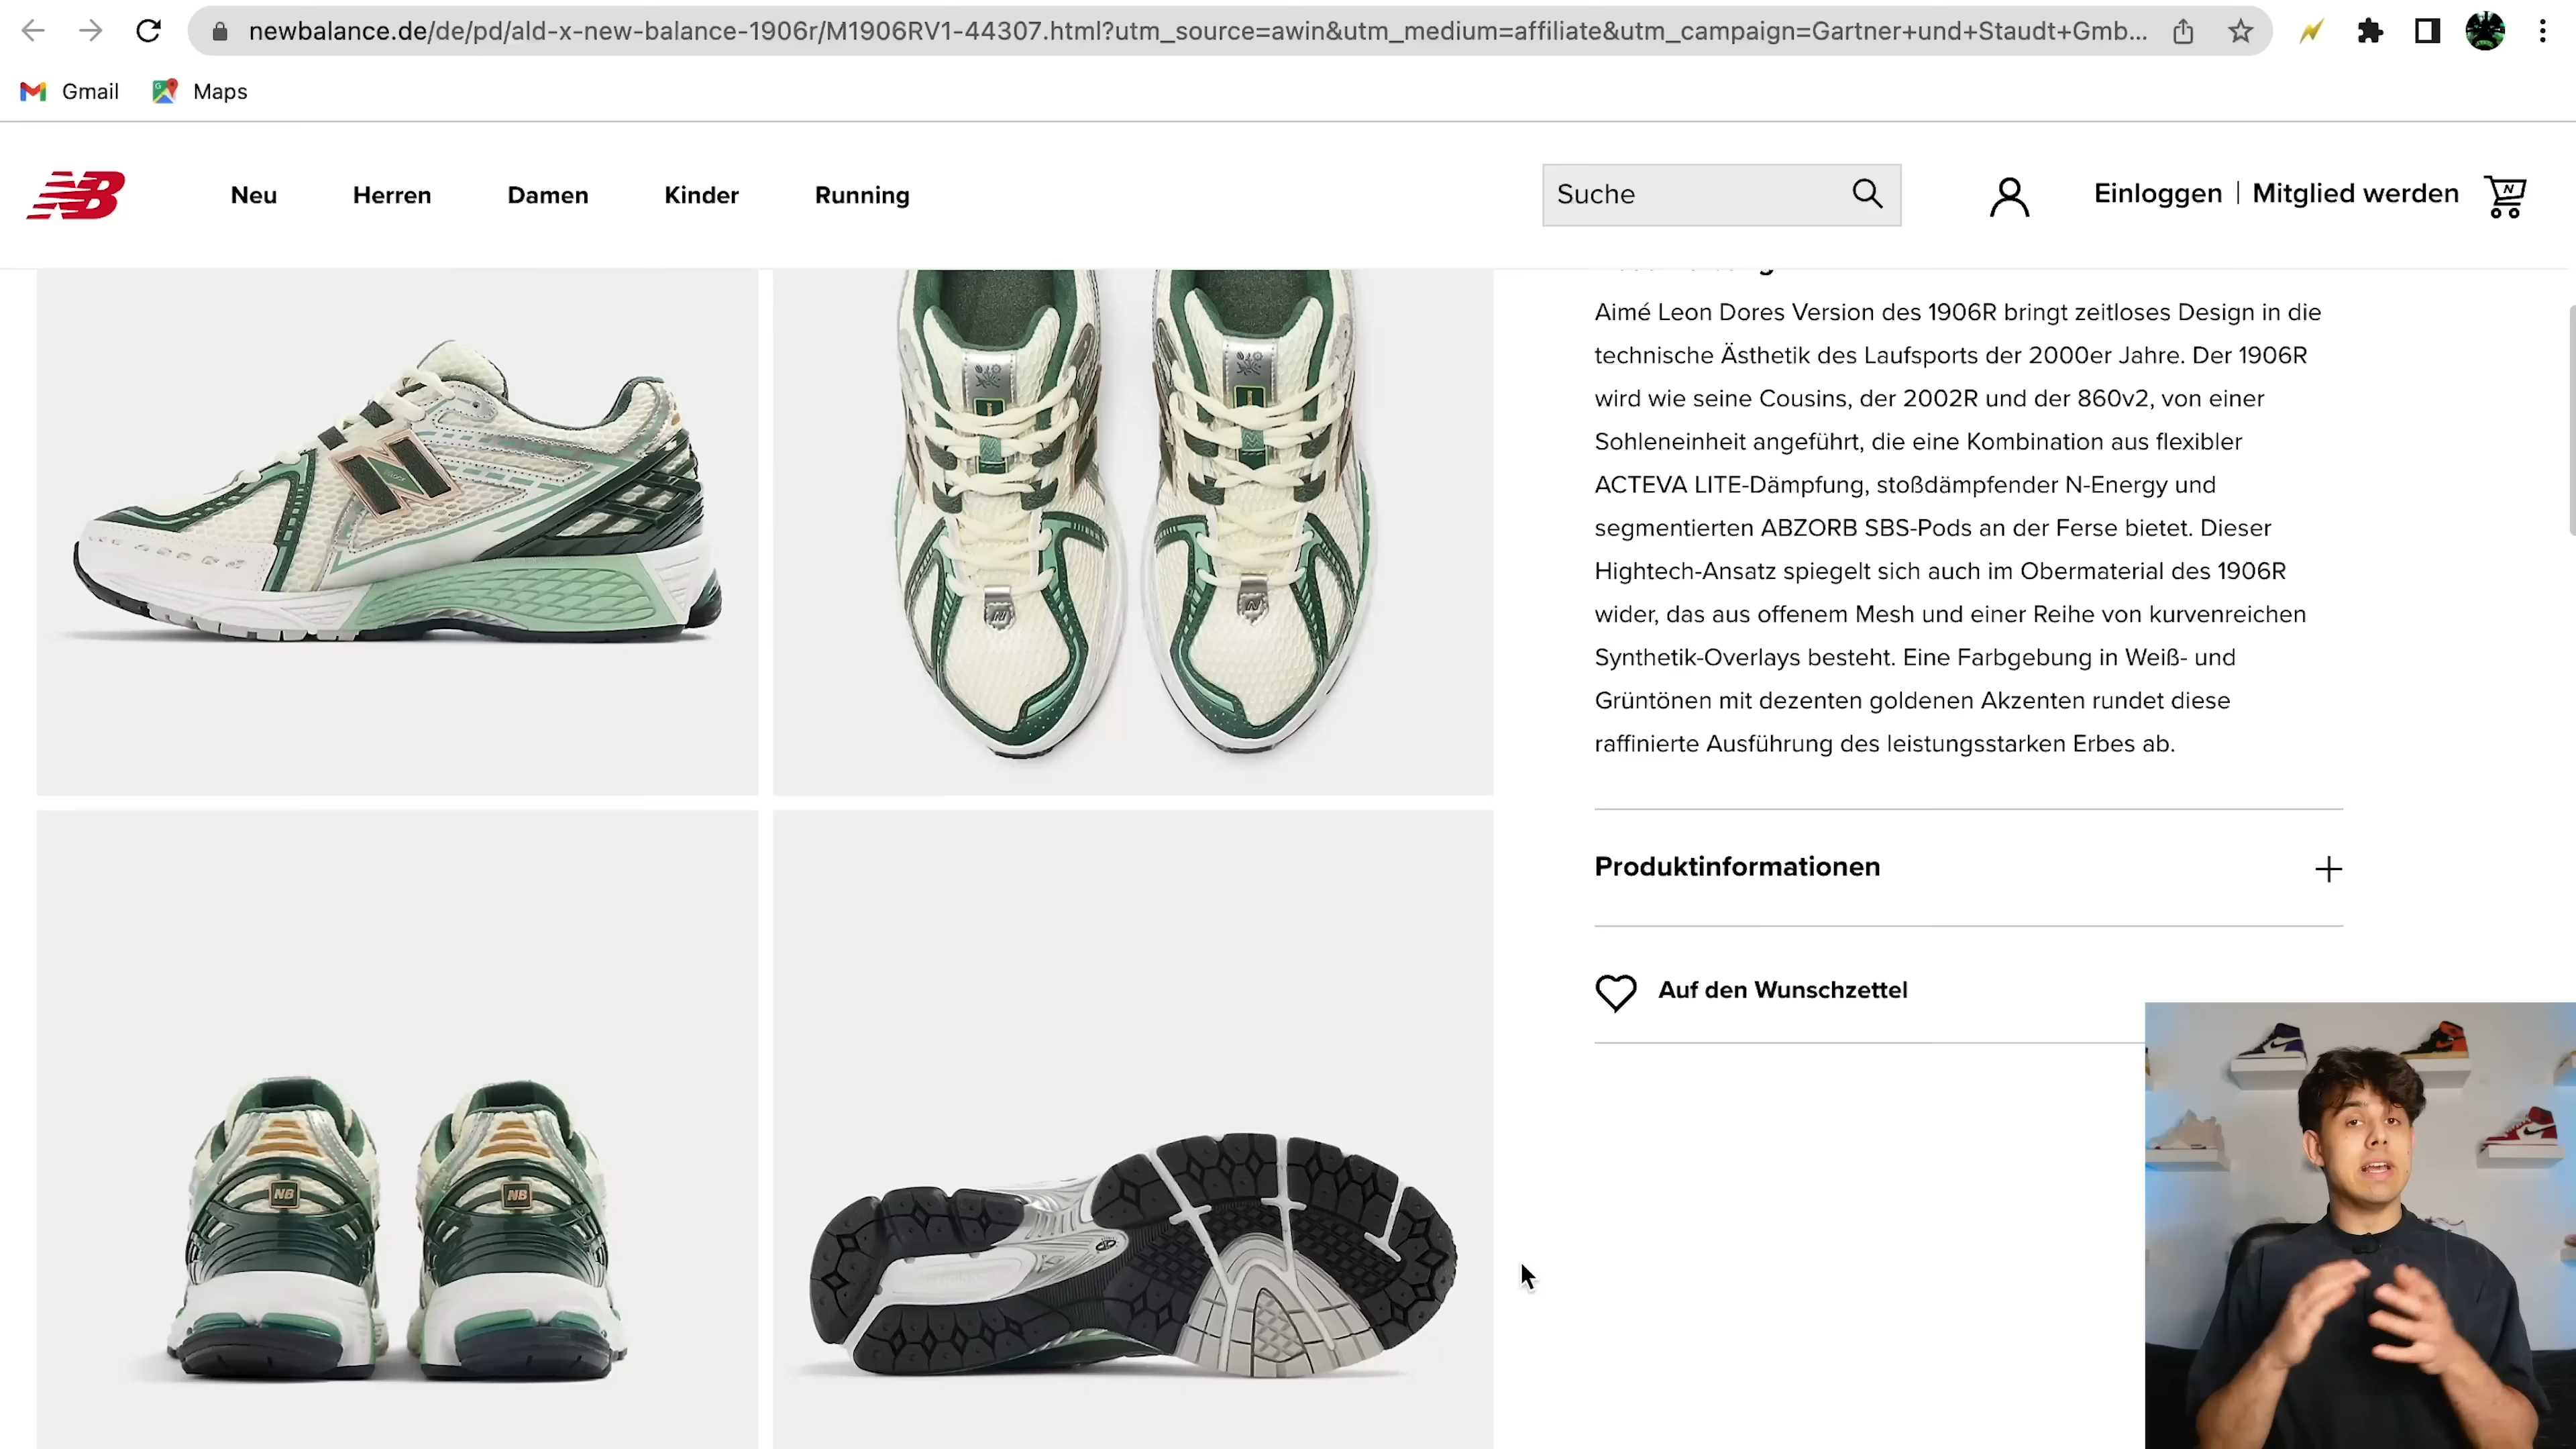 newbalance.de/de/pd/ald-x-new-balance-1906r/M1906RV1-44307.html?utm_source=awin&utm_medium=affiliate&utm_campaign=Gartner+und+Staudt+Gmb...
Gmail
Maps
NB
Neu
Herren
Damen
Kinder
Running
Suche
Einloggen | Mitglied werden
Aimé Leon Dores Version des 1906R bringt zeitloses Design in die
technische Ästhetik des Laufsports der 2000er Jahre. Der 1906R
wird wie seine Cousins, der 2002R und der 860v2, von einer
Sohleneinheit angeführt, die eine Kombination aus flexibler
ACTEVA LITE-Dämpfung, stoßdämpfender N-Energy und
segmentierten ABZORB SBS-Pods an der Ferse bietet. Dieser
Hightech-Ansatz spiegelt sich auch im Obermaterial des 1906R
wider, das aus offenem Mesh und einer Reihe von kurvenreichen
Synthetik-Overlays besteht. Eine Farbgebung in Weiß- und
Grüntönen mit dezenten goldenen Akzenten rundet diese
raffinierte Ausführung des leistungsstarken Erbes ab.
Produktinformationen
Auf den Wunschzettel
N
N
N
NB
NB